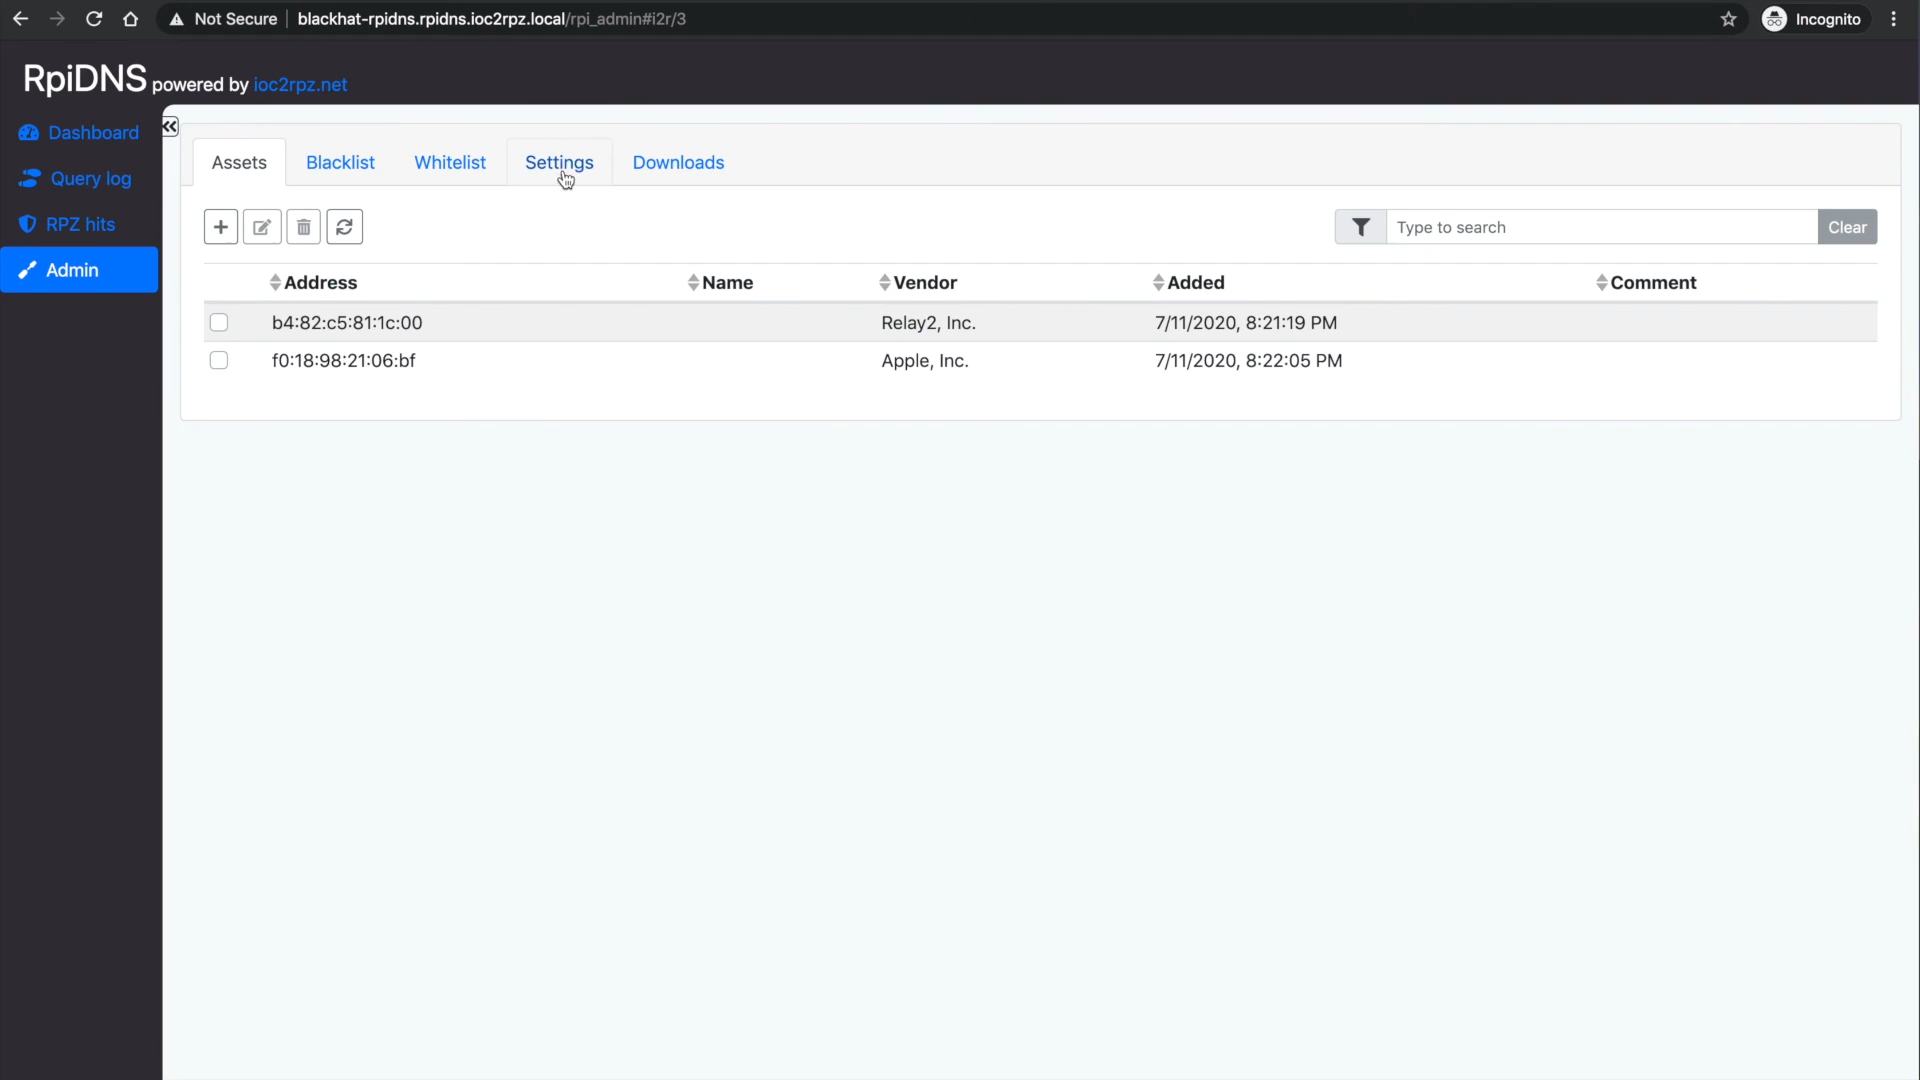 Not Secure blackhat-rpidns.rpidns.ioc2rpz.local/rpi_admin#i2r/3 Incognito
RpiDNS powered by ioc2rpz.net
Dashboard
Query log
RPZ hits
Admin
Assets Blacklist Whitelist Settings Downloads
Type to search Clear
Address Name Vendor Added Comment
b4:82:c5:81:1c:00 Relay2, Inc. 7/11/2020, 8:21:19 PM
f0:18:98:21:06:bf Apple, Inc. 7/11/2020, 8:22:05 PM